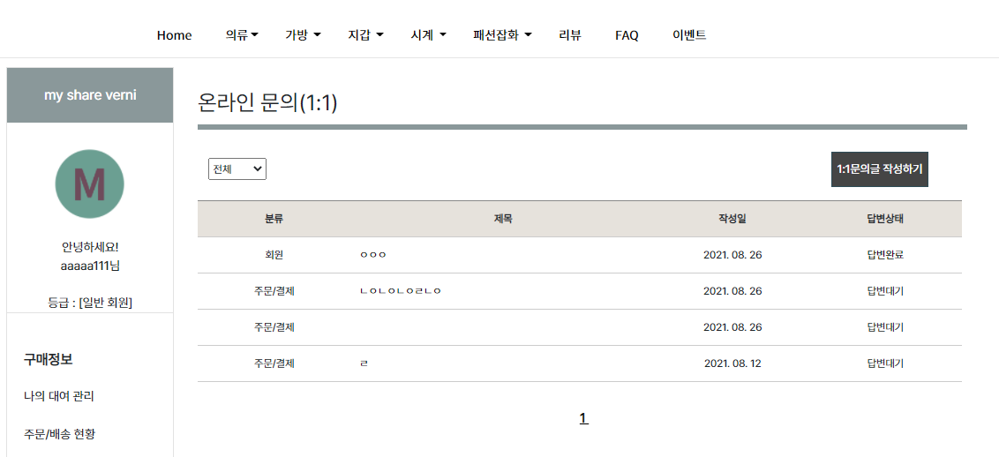 Home 의류 가방 지갑 시계 패션잡화 리뷰 FAQ 이벤트
my share verni
M
안녕하세요!
aaaaa111님
등급 : [일반 회원]
구매정보
나의 대여 관리
주문/배송 현황
온라인 문의(1:1)
전체
1:1문의글 작성하기
분류 제목 작성일 답변상태
회원 ㅇㅇㅇ 2021. 08. 26 답변완료
주문/결제 ㄴㅇㄴㅇㄴㅇㄹㄴㅇ 2021. 08. 26 답변대기
주문/결제 2021. 08. 26 답변대기
주문/결제 ㄹ 2021. 08. 12 답변대기
1